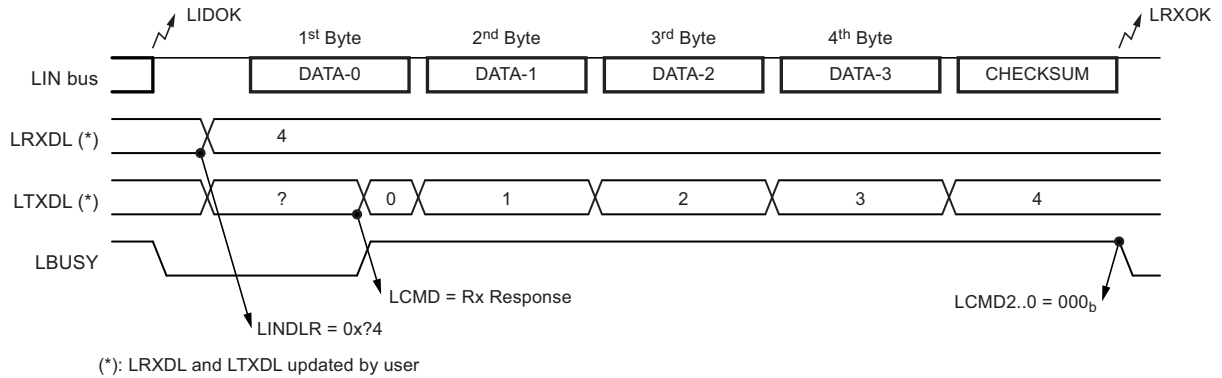 LIDOK
LRXOK
1st Byte 2nd Byte 3rd Byte 4th Byte
LIN bus DATA-0 DATA-1 DATA-2 DATA-3 CHECKSUM
LRXDL (*) 4
LTXDL (*) ? 0 1 2 3 4
LBUSY
LCMD = Rx Response
LCMD2..0 = 000b
LINDLR = 0x?4
(*): LRXDL and LTXDL updated by user